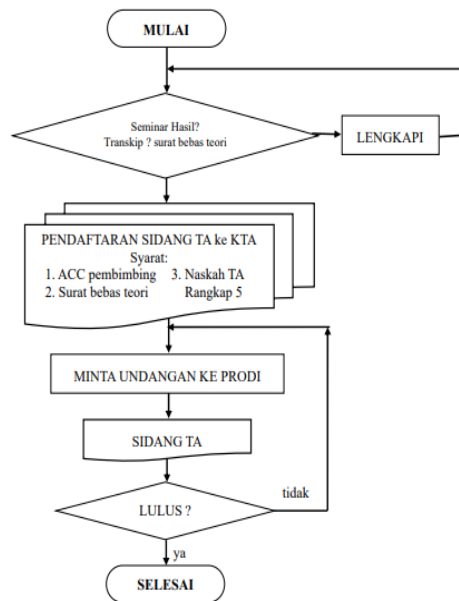 MULAI
Seminar Hasil?
Transkip ? surat bebas teori
LENGKAPI
PENDAFTARAN SIDANG TA ke KTA
Syarat:
1. ACC pembimbing 3. Naskah TA
2. Surat bebas teori Rangkap 5
MINTA UNDANGAN KE PRODI
SIDANG TA
LULUS ?
tidak
ya
SELESAI